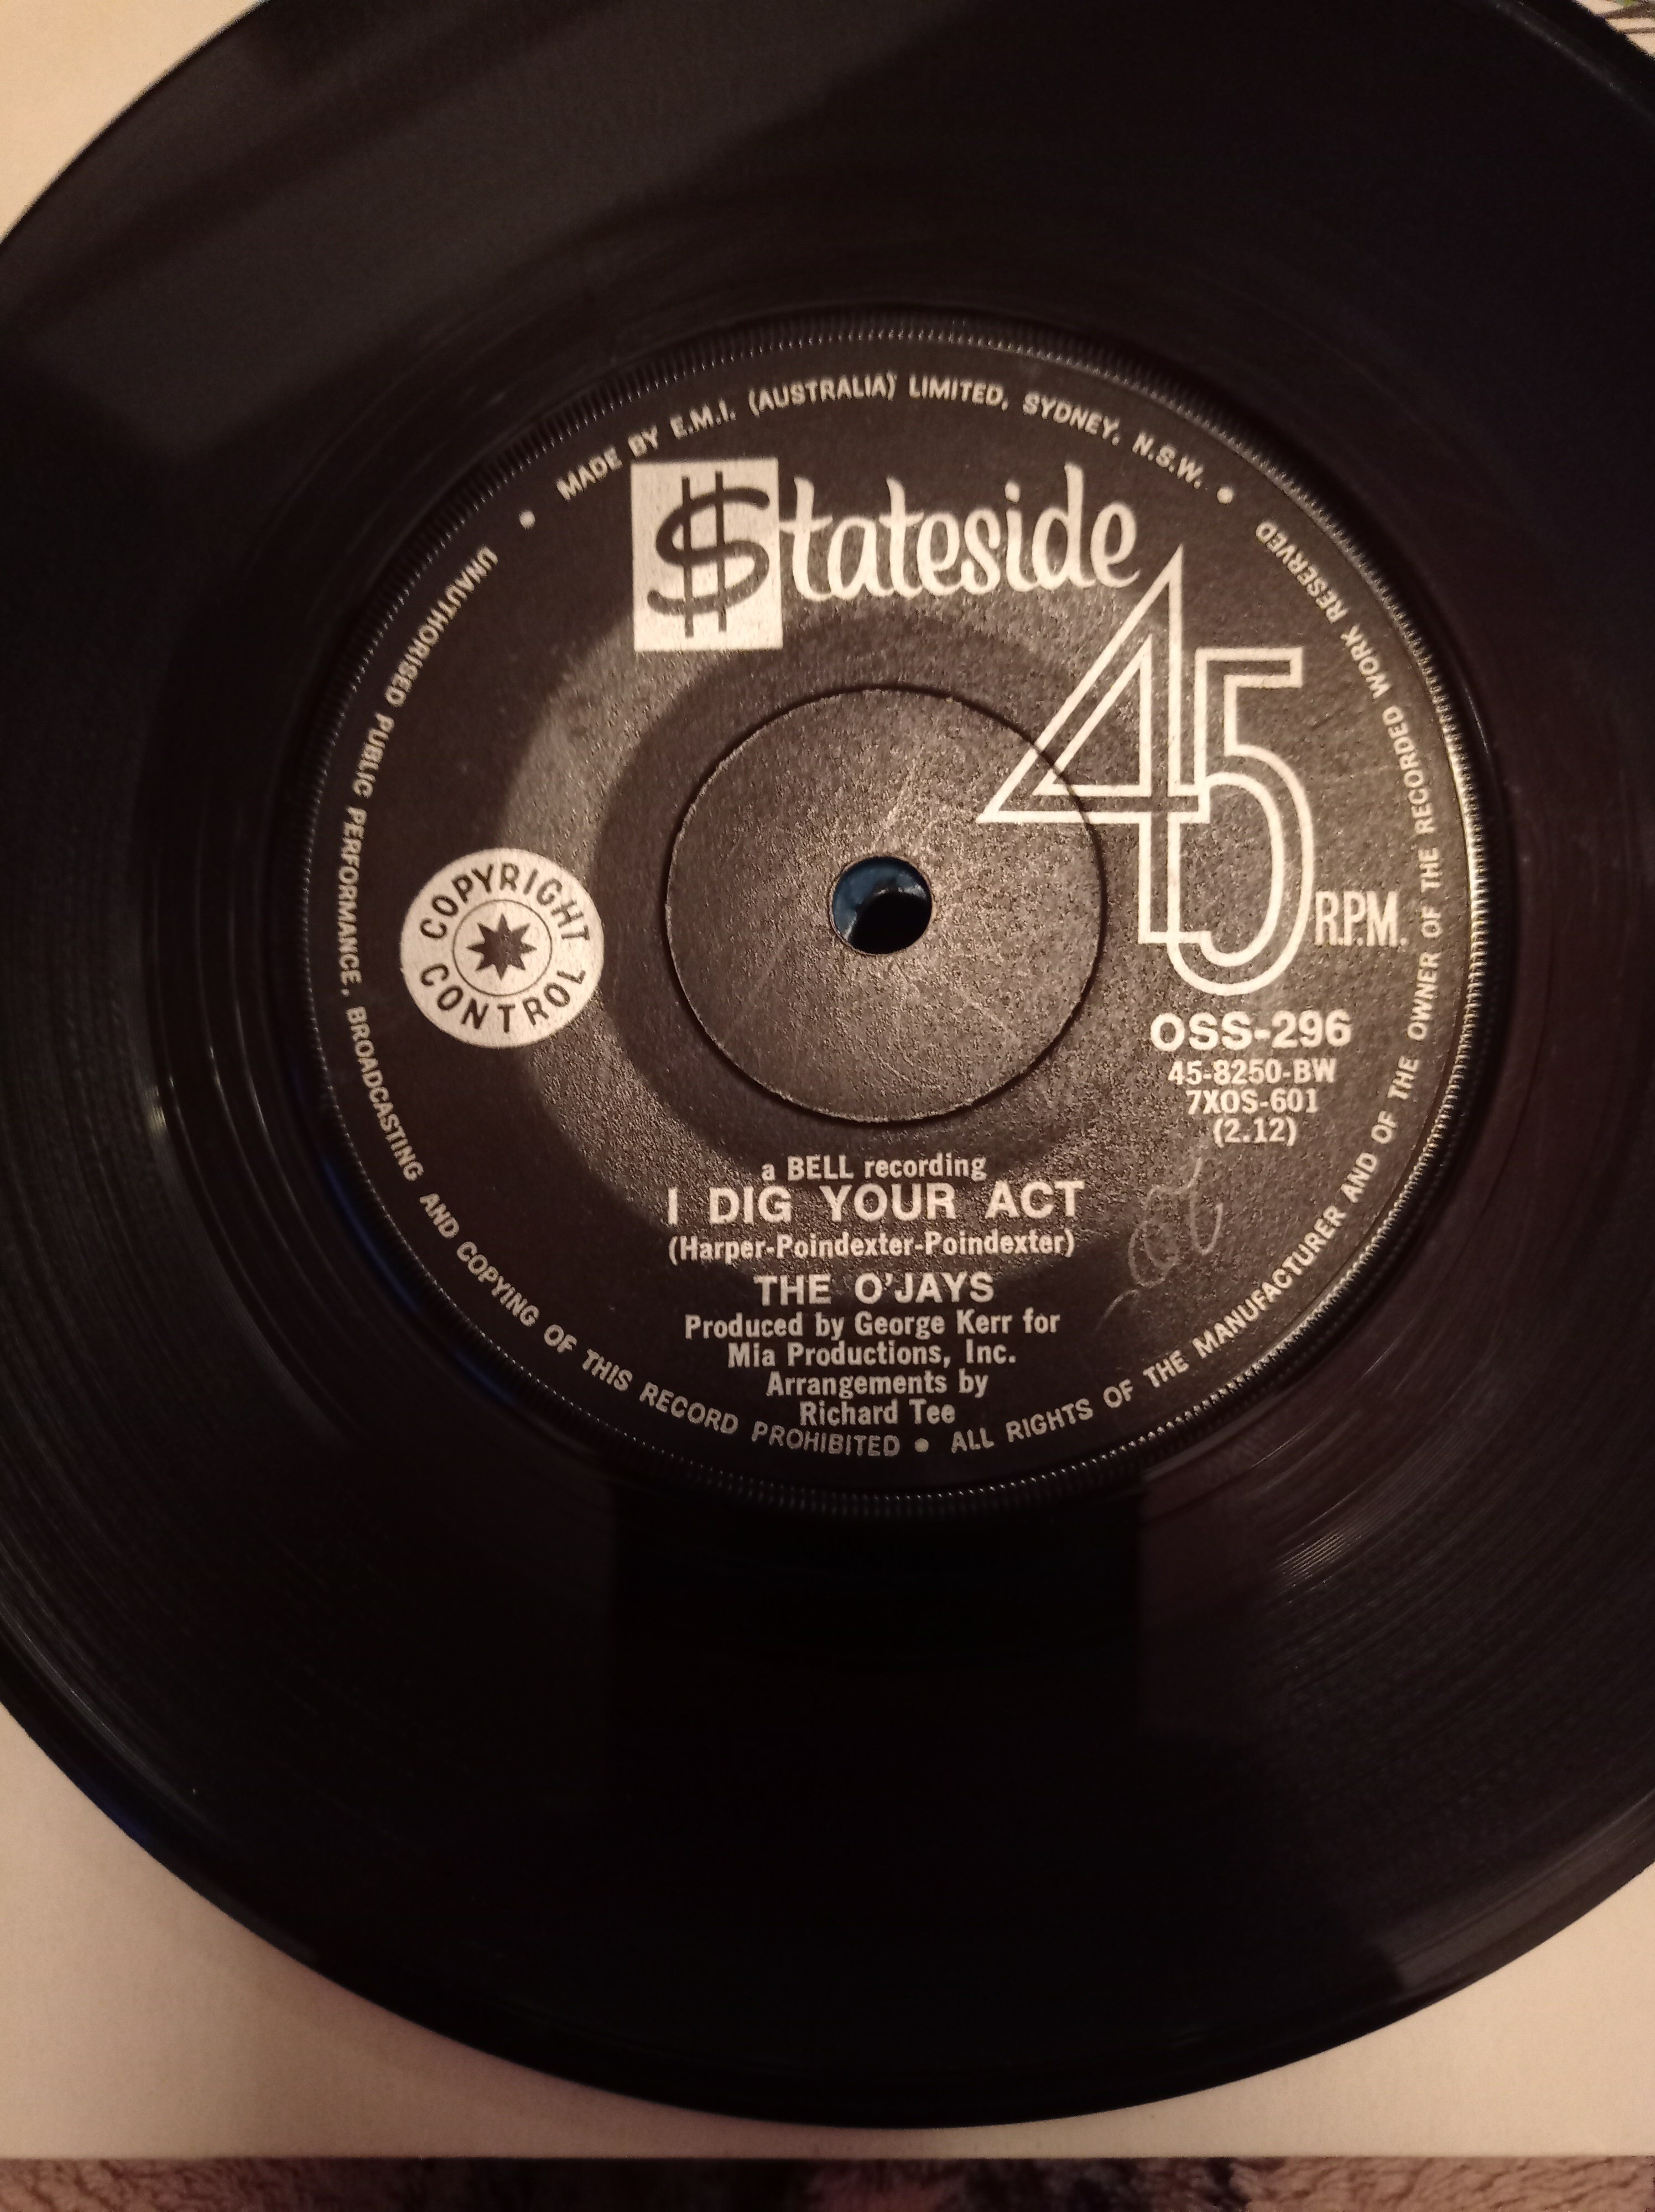 MADE BY E.M.I. (AUSTRALIA) LIMITED, SYDNEY, N.S.W. •
$tateside
45 R.P.M.
COPYRIGHT CONTROL
OSS-296
45-8250-BW
7XOS-601
(2.12)
a BELL recording
I DIG YOUR ACT
(Harper-Poindexter-Poindexter)
THE O'JAYS
Produced by George Kerr for
Mia Productions, Inc.
Arrangements by
Richard Tee
UNAUTHORISED PUBLIC PERFORMANCE, BROADCASTING AND COPYING OF THIS RECORD PROHIBITED • ALL RIGHTS OF THE MANUFACTURER AND OF THE OWNER OF THE RECORDED WORK RESERVED